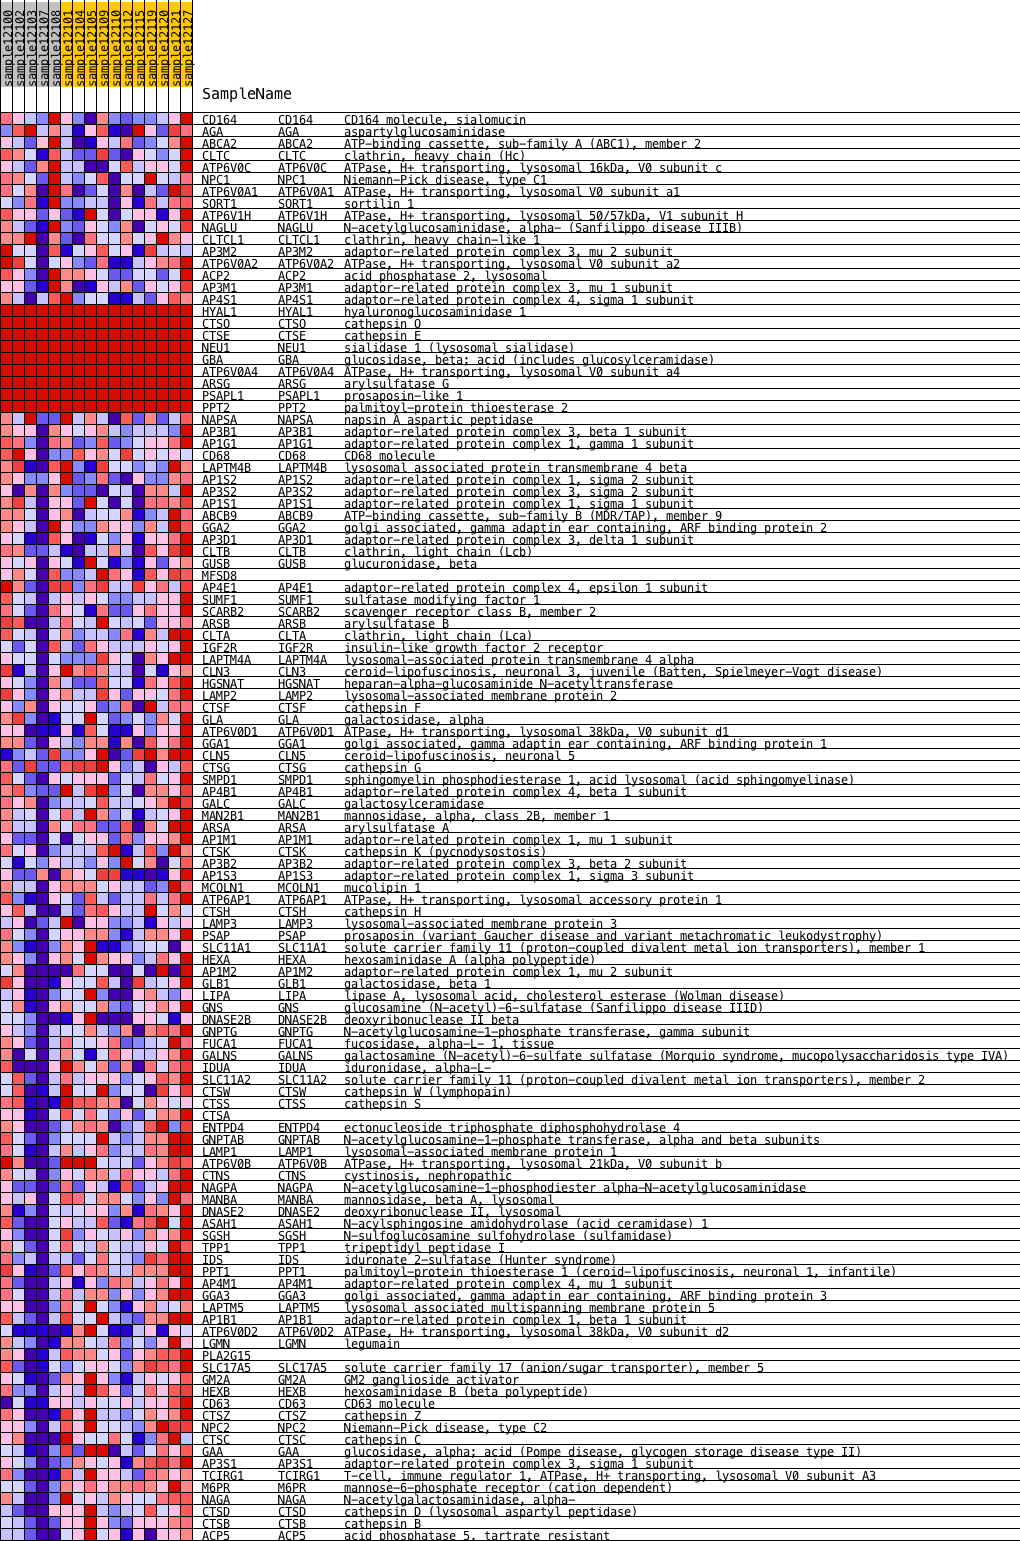 sample12100 sample12102 sample12103 sample12107 sample12108 sample12101 sample12104 sample12105 sample12109 sample12110 sample12112 sample12115 sample12119 sample12120 sample12121 sample12127
SampleName
CD164 CD164 CD164 molecule, sialomucin
AGA AGA aspartylglucosaminidase
ABCA2 ABCA2 ATP-binding cassette, sub-family A (ABC1), member 2
CLTC CLTC clathrin, heavy chain (Hc)
ATP6V0C ATP6V0C ATPase, H+ transporting, lysosomal 16kDa, V0 subunit c
NPC1 NPC1 Niemann-Pick disease, type C1
ATP6V0A1 ATP6V0A1 ATPase, H+ transporting, lysosomal V0 subunit a1
SORT1 SORT1 sortilin 1
ATP6V1H ATP6V1H ATPase, H+ transporting, lysosomal 50/57kDa, V1 subunit H
NAGLU NAGLU N-acetylglucosaminidase, alpha- (Sanfilippo disease IIIB)
CLTCL1 CLTCL1 clathrin, heavy chain-like 1
AP3M2 AP3M2 adaptor-related protein complex 3, mu 2 subunit
ATP6V0A2 ATP6V0A2 ATPase, H+ transporting, lysosomal V0 subunit a2
ACP2 ACP2 acid phosphatase 2, lysosomal
AP3M1 AP3M1 adaptor-related protein complex 3, mu 1 subunit
AP4S1 AP4S1 adaptor-related protein complex 4, sigma 1 subunit
HYAL1 HYAL1 hyaluronoglucosaminidase 1
CTSO CTSO cathepsin O
CTSE CTSE cathepsin E
NEU1 NEU1 sialidase 1 (lysosomal sialidase)
GBA GBA glucosidase, beta; acid (includes glucosylceramidase)
ATP6V0A4 ATP6V0A4 ATPase, H+ transporting, lysosomal V0 subunit a4
ARSG ARSG arylsulfatase G
PSAPL1 PSAPL1 prosaposin-like 1
PPT2 PPT2 palmitoyl-protein thioesterase 2
NAPSA NAPSA napsin A aspartic peptidase
AP3B1 AP3B1 adaptor-related protein complex 3, beta 1 subunit
AP1G1 AP1G1 adaptor-related protein complex 1, gamma 1 subunit
CD68 CD68 CD68 molecule
LAPTM4B LAPTM4B lysosomal associated protein transmembrane 4 beta
AP1S2 AP1S2 adaptor-related protein complex 1, sigma 2 subunit
AP3S2 AP3S2 adaptor-related protein complex 3, sigma 2 subunit
AP1S1 AP1S1 adaptor-related protein complex 1, sigma 1 subunit
ABCB9 ABCB9 ATP-binding cassette, sub-family B (MDR/TAP), member 9
GGA2 GGA2 golgi associated, gamma adaptin ear containing, ARF binding protein 2
AP3D1 AP3D1 adaptor-related protein complex 3, delta 1 subunit
CLTB CLTB clathrin, light chain (Lcb)
GUSB GUSB glucuronidase, beta
MFSD8
AP4E1 AP4E1 adaptor-related protein complex 4, epsilon 1 subunit
SUMF1 SUMF1 sulfatase modifying factor 1
SCARB2 SCARB2 scavenger receptor class B, member 2
ARSB ARSB arylsulfatase B
CLTA CLTA clathrin, light chain (Lca)
IGF2R IGF2R insulin-like growth factor 2 receptor
LAPTM4A LAPTM4A lysosomal-associated protein transmembrane 4 alpha
CLN3 CLN3 ceroid-lipofuscinosis, neuronal 3, juvenile (Batten, Spielmeyer-Vogt disease)
HGSNAT HGSNAT heparan-alpha-glucosaminide N-acetyltransferase
LAMP2 LAMP2 lysosomal-associated membrane protein 2
CTSF CTSF cathepsin F
GLA GLA galactosidase, alpha
ATP6V0D1 ATP6V0D1 ATPase, H+ transporting, lysosomal 38kDa, V0 subunit d1
GGA1 GGA1 golgi associated, gamma adaptin ear containing, ARF binding protein 1
CLN5 CLN5 ceroid-lipofuscinosis, neuronal 5
CTSG CTSG cathepsin G
SMPD1 SMPD1 sphingomyelin phosphodiesterase 1, acid lysosomal (acid sphingomyelinase)
AP4B1 AP4B1 adaptor-related protein complex 4, beta 1 subunit
GALC GALC galactosylceramidase
MAN2B1 MAN2B1 mannosidase, alpha, class 2B, member 1
ARSA ARSA arylsulfatase A
AP1M1 AP1M1 adaptor-related protein complex 1, mu 1 subunit
CTSK CTSK cathepsin K (pycnodysostosis)
AP3B2 AP3B2 adaptor-related protein complex 3, beta 2 subunit
AP1S3 AP1S3 adaptor-related protein complex 1, sigma 3 subunit
MCOLN1 MCOLN1 mucolipin 1
ATP6AP1 ATP6AP1 ATPase, H+ transporting, lysosomal accessory protein 1
CTSH CTSH cathepsin H
LAMP3 LAMP3 lysosomal-associated membrane protein 3
PSAP PSAP prosaposin (variant Gaucher disease and variant metachromatic leukodystrophy)
SLC11A1 SLC11A1 solute carrier family 11 (proton-coupled divalent metal ion transporters), member 1
HEXA HEXA hexosaminidase A (alpha polypeptide)
AP1M2 AP1M2 adaptor-related protein complex 1, mu 2 subunit
GLB1 GLB1 galactosidase, beta 1
LIPA LIPA lipase A, lysosomal acid, cholesterol esterase (Wolman disease)
GNS GNS glucosamine (N-acetyl)-6-sulfatase (Sanfilippo disease IIID)
DNASE2B DNASE2B deoxyribonuclease II beta
GNPTG GNPTG N-acetylglucosamine-1-phosphate transferase, gamma subunit
FUCA1 FUCA1 fucosidase, alpha-L- 1, tissue
GALNS GALNS galactosamine (N-acetyl)-6-sulfate sulfatase (Morquio syndrome, mucopolysaccharidosis type IVA)
IDUA IDUA iduronidase, alpha-L-
SLC11A2 SLC11A2 solute carrier family 11 (proton-coupled divalent metal ion transporters), member 2
CTSW CTSW cathepsin W (lymphopain)
CTSS CTSS cathepsin S
CTSA
ENTPD4 ENTPD4 ectonucleoside triphosphate diphosphohydrolase 4
GNPTAB GNPTAB N-acetylglucosamine-1-phosphate transferase, alpha and beta subunits
LAMP1 LAMP1 lysosomal-associated membrane protein 1
ATP6V0B ATP6V0B ATPase, H+ transporting, lysosomal 21kDa, V0 subunit b
CTNS CTNS cystinosis, nephropathic
NAGPA NAGPA N-acetylglucosamine-1-phosphodiester alpha-N-acetylglucosaminidase
MANBA MANBA mannosidase, beta A, lysosomal
DNASE2 DNASE2 deoxyribonuclease II, lysosomal
ASAH1 ASAH1 N-acylsphingosine amidohydrolase (acid ceramidase) 1
SGSH SGSH N-sulfoglucosamine sulfohydrolase (sulfamidase)
TPP1 TPP1 tripeptidyl peptidase I
IDS IDS iduronate 2-sulfatase (Hunter syndrome)
PPT1 PPT1 palmitoyl-protein thioesterase 1 (ceroid-lipofuscinosis, neuronal 1, infantile)
AP4M1 AP4M1 adaptor-related protein complex 4, mu 1 subunit
GGA3 GGA3 golgi associated, gamma adaptin ear containing, ARF binding protein 3
LAPTM5 LAPTM5 lysosomal associated multispanning membrane protein 5
AP1B1 AP1B1 adaptor-related protein complex 1, beta 1 subunit
ATP6V0D2 ATP6V0D2 ATPase, H+ transporting, lysosomal 38kDa, V0 subunit d2
LGMN LGMN legumain
PLA2G15
SLC17A5 SLC17A5 solute carrier family 17 (anion/sugar transporter), member 5
GM2A GM2A GM2 ganglioside activator
HEXB HEXB hexosaminidase B (beta polypeptide)
CD63 CD63 CD63 molecule
CTSZ CTSZ cathepsin Z
NPC2 NPC2 Niemann-Pick disease, type C2
CTSC CTSC cathepsin C
GAA GAA glucosidase, alpha; acid (Pompe disease, glycogen storage disease type II)
AP3S1 AP3S1 adaptor-related protein complex 3, sigma 1 subunit
TCIRG1 TCIRG1 T-cell, immune regulator 1, ATPase, H+ transporting, lysosomal V0 subunit A3
M6PR M6PR mannose-6-phosphate receptor (cation dependent)
NAGA NAGA N-acetylgalactosaminidase, alpha-
CTSD CTSD cathepsin D (lysosomal aspartyl peptidase)
CTSB CTSB cathepsin B
ACP5 ACP5 acid phosphatase 5, tartrate resistant